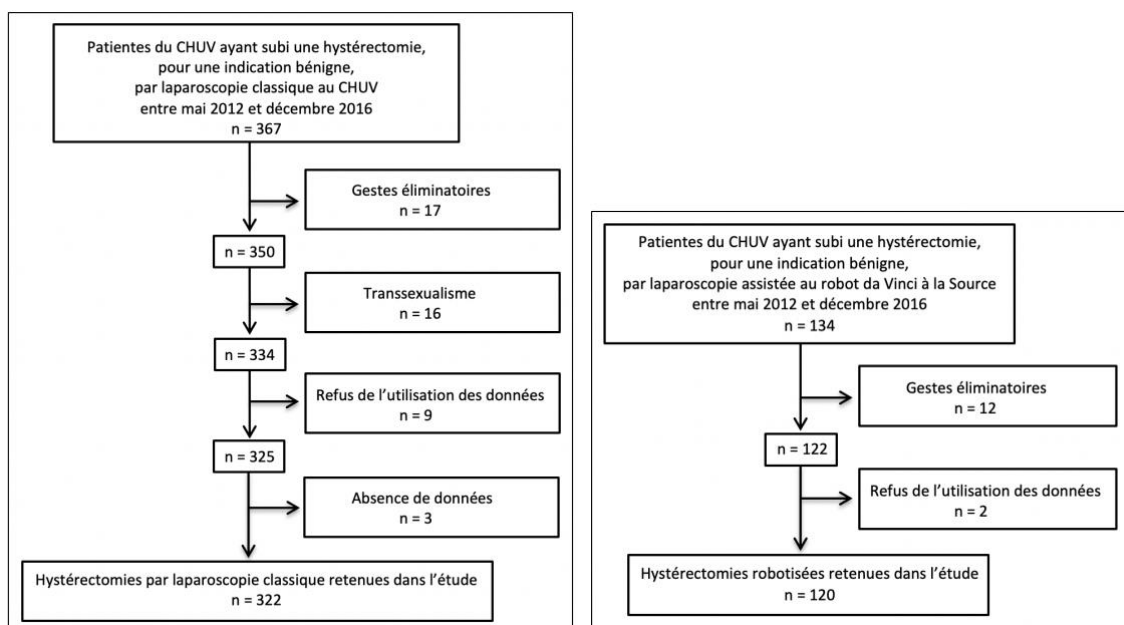 Patientes du CHUV ayant subi une hystérectomie,
pour une indication bénigne,
par laparoscopie classique au CHUV
entre mai 2012 et décembre 2016
n = 367
Gestes éliminatoires
n = 17
n = 350
Transsexualisme
n = 16
n = 334
Refus de l’utilisation des données
n = 9
n = 325
Absence de données
n = 3
Hystérectomies par laparoscopie classique retenues dans l’étude
n = 322
Patientes du CHUV ayant subi une hystérectomie,
pour une indication bénigne,
par laparoscopie assistée au robot da Vinci à la Source
entre mai 2012 et décembre 2016
n = 134
Gestes éliminatoires
n = 12
n = 122
Refus de l’utilisation des données
n = 2
Hystérectomies robotisées retenues dans l’étude
n = 120